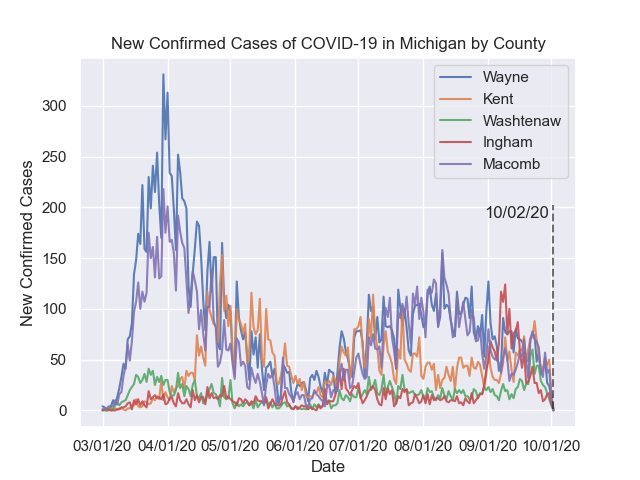 New Confirmed Cases of COVID-19 in Michigan by County
Wayne
Kent
Washtenaw
Ingham
Macomb
10/02/20
New Confirmed Cases
300
250
200
150
100
50
0
03/01/20 04/01/20 05/01/20 06/01/20 07/01/20 08/01/20 09/01/20 10/01/20
Date